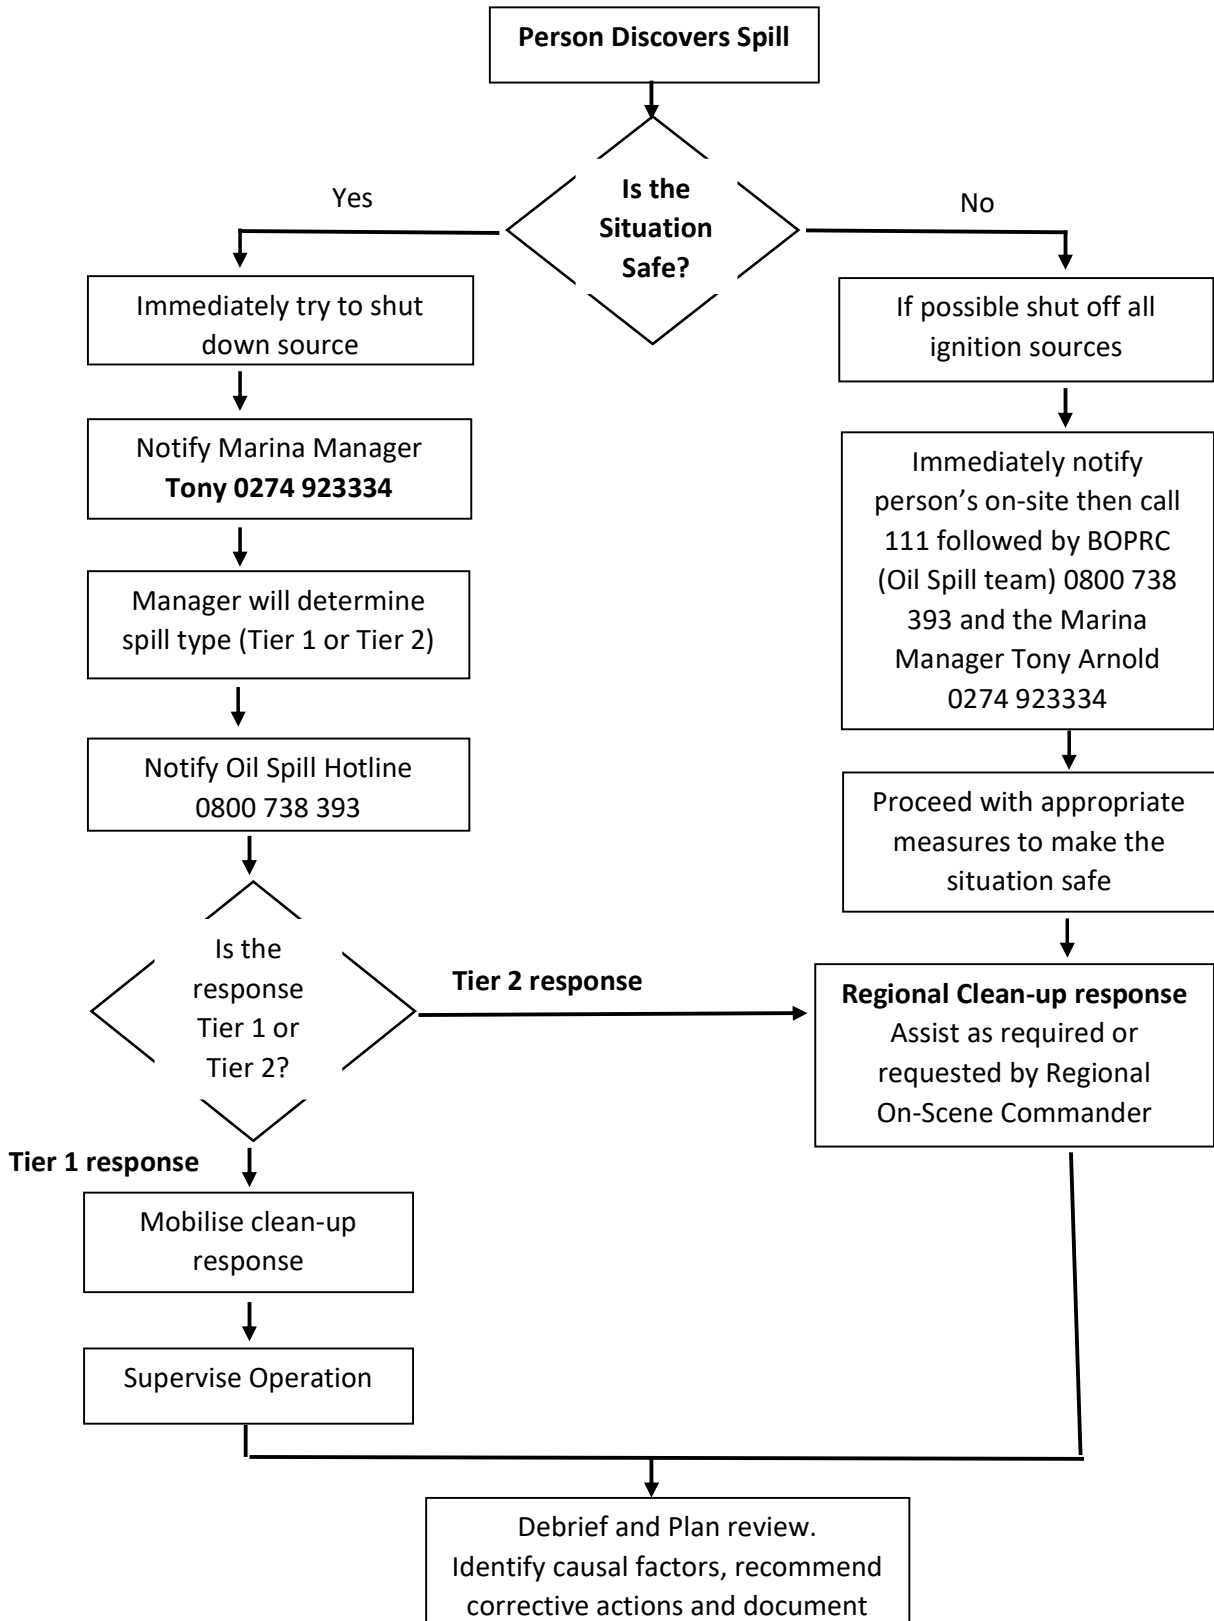 Person Discovers Spill
Is the
Situation
Safe?
Yes
No
Immediately try to shut
down source
Notify Marina Manager
Tony 0274 923334
Manager will determine
spill type (Tier 1 or Tier 2)
Notify Oil Spill Hotline
0800 738 393
If possible shut off all
ignition sources
Immediately notify
person’s on-site then call
111 followed by BOPRC
(Oil Spill team) 0800 738
393 and the Marina
Manager Tony Arnold
0274 923334
Proceed with appropriate
measures to make the
situation safe
Is the
response
Tier 1 or
Tier 2?
Tier 2 response
Regional Clean-up response
Assist as required or
requested by Regional
On-Scene Commander
Tier 1 response
Mobilise clean-up
response
Supervise Operation
Debrief and Plan review.
Identify causal factors, recommend
corrective actions and document